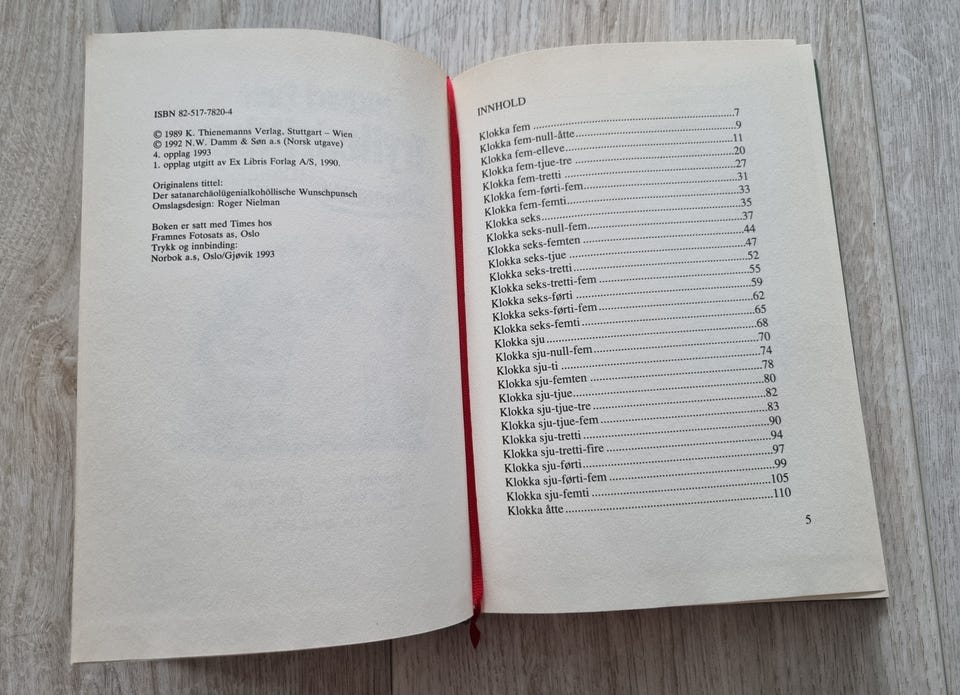 ISBN 82-517-7820-4
© 1989 K. Thienemanns Verlag, Stuttgart – Wien
© 1992 N.W. Damm & Søn a.s (Norsk utgave)
4. opplag 1993
1. opplag utgitt av Ex Libris Forlag A/S, 1990.
Originalens tittel:
Der satanarchäolügenialkohöllische Wunschpunsch
Omslagsdesign: Roger Nielman
Boken er satt med Times hos
Framnes Fotosats as, Oslo
Trykk og innbinding:
Norbok a.s, Oslo/Gjøvik 1993
INNHOLD
Klokka fem ........ 7
Klokka fem-null-åtte ........ 9
Klokka fem-elleve ........ 11
Klokka fem-tjue-tre ........ 20
Klokka fem-tretti ........ 27
Klokka fem-førti-fem ........ 31
Klokka fem-femti ........ 33
Klokka seks ........ 35
Klokka seks-null-fem ........ 37
Klokka seks-femten ........ 44
Klokka seks-tjue ........ 47
Klokka seks-tretti ........ 52
Klokka seks-tretti-fem ........ 55
Klokka seks-førti ........ 59
Klokka seks-førti-fem ........ 62
Klokka seks-femti ........ 65
Klokka sju ........ 68
Klokka sju-null-fem ........ 70
Klokka sju-ti ........ 74
Klokka sju-femten ........ 78
Klokka sju-tjue ........ 80
Klokka sju-tjue-tre ........ 82
Klokka sju-tjue-fem ........ 83
Klokka sju-tretti ........ 90
Klokka sju-tretti-fire ........ 94
Klokka sju-førti ........ 97
Klokka sju-førti-fem ........ 99
Klokka sju-femti ........ 105
Klokka åtte ........ 110
5